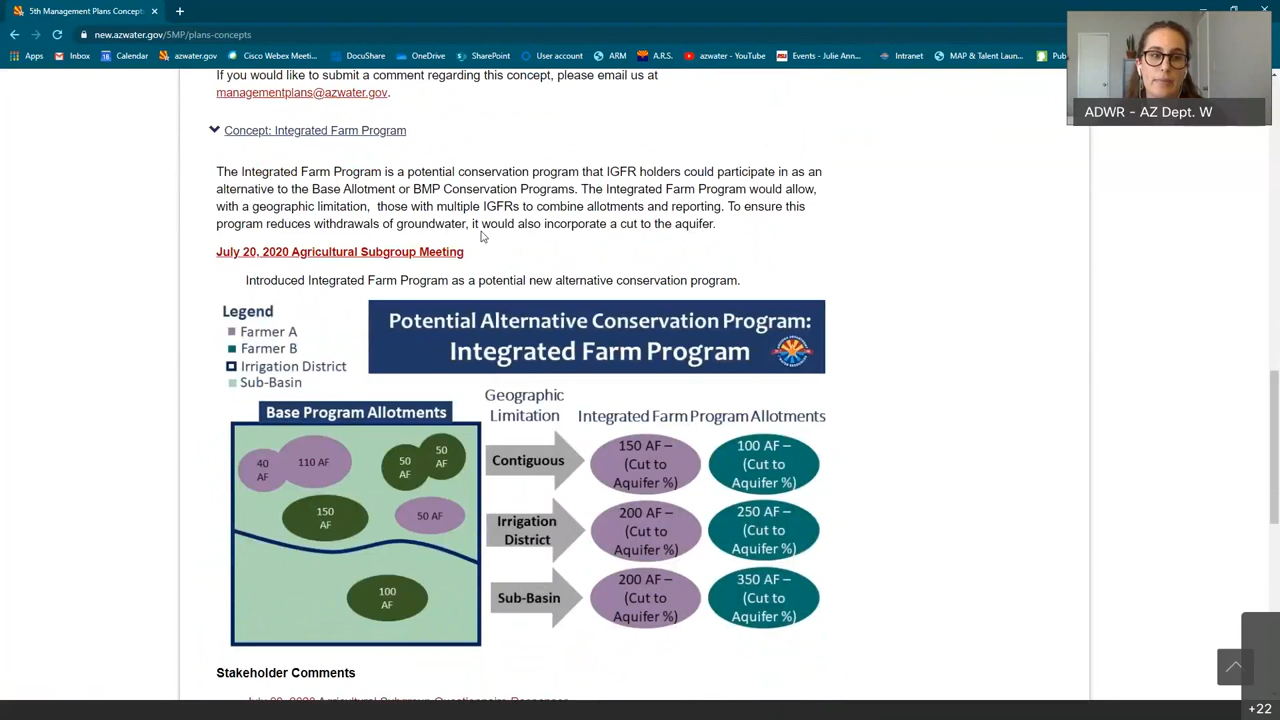 5th Management Plans Concept
new.azwater.gov/5MP/plans-concepts
Apps Inbox Calendar azwater.gov Cisco Webex Meeti... DocuShare OneDrive SharePoint User account ARM A.R.S. azwater - YouTube Events - Julie Ann... Intranet MAP & Talent Laun... Pub
ADWR - AZ Dept. W
If you would like to submit a comment regarding this concept, please email us at
managementplans@azwater.gov.
Concept: Integrated Farm Program
The Integrated Farm Program is a potential conservation program that IGFR holders could participate in as an
alternative to the Base Allotment or BMP Conservation Programs. The Integrated Farm Program would allow,
with a geographic limitation, those with multiple IGFRs to combine allotments and reporting. To ensure this
program reduces withdrawals of groundwater, it would also incorporate a cut to the aquifer.
July 20, 2020 Agricultural Subgroup Meeting
Introduced Integrated Farm Program as a potential new alternative conservation program.
Legend
Farmer A
Farmer B
Irrigation District
Sub-Basin
Potential Alternative Conservation Program:
Integrated Farm Program
Base Program Allotments
40
AF
110 AF
50
AF
50
AF
150
AF
50 AF
100
AF
Geographic
Limitation
Integrated Farm Program Allotments
Contiguous
150 AF –
(Cut to
Aquifer %)
100 AF –
(Cut to
Aquifer %)
Irrigation
District
200 AF –
(Cut to
Aquifer %)
250 AF –
(Cut to
Aquifer %)
Sub-Basin
200 AF –
(Cut to
Aquifer %)
350 AF –
(Cut to
Aquifer %)
Stakeholder Comments
July 20, 2020 Agricultural Subgroup Questionnaire Responses
+22